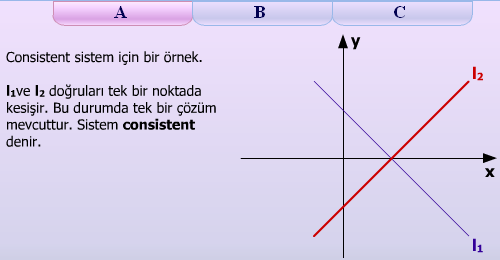 A B C
Consistent sistem için bir örnek.
l₁ve l₂ doğruları tek bir noktada
kesişir. Bu durumda tek bir çözüm
mevcuttur. Sistem consistent
denir.
y
l₂
x
l₁